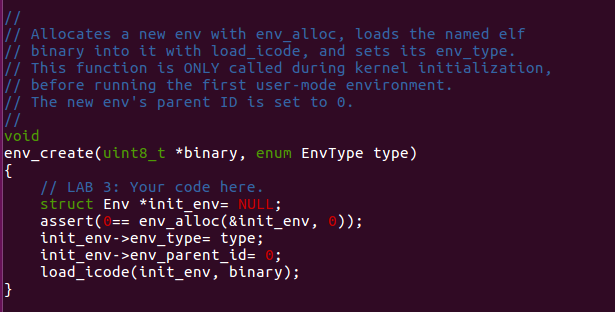 //
// Allocates a new env with env_alloc, loads the named elf
// binary into it with load_icode, and sets its env_type.
// This function is ONLY called during kernel initialization,
// before running the first user-mode environment.
// The new env's parent ID is set to 0.
//
void
env_create(uint8_t *binary, enum EnvType type)
{
    // LAB 3: Your code here.
    struct Env *init_env= NULL;
    assert(0== env_alloc(&init_env, 0));
    init_env->env_type= type;
    init_env->env_parent_id= 0;
    load_icode(init_env, binary);
}